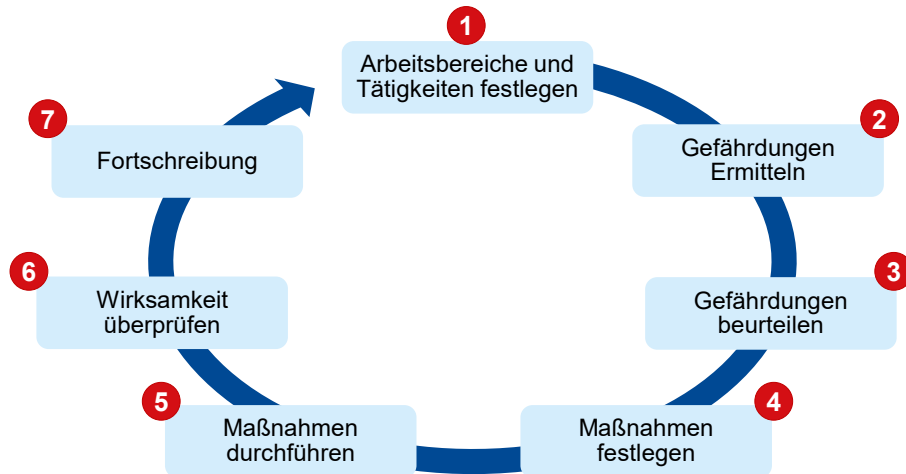 1
Arbeitsbereiche und
Tätigkeiten festlegen
2
Gefährdungen
Ermitteln
3
Gefährdungen
beurteilen
4
Maßnahmen
festlegen
5
Maßnahmen
durchführen
6
Wirksamkeit
überprüfen
7
Fortschreibung